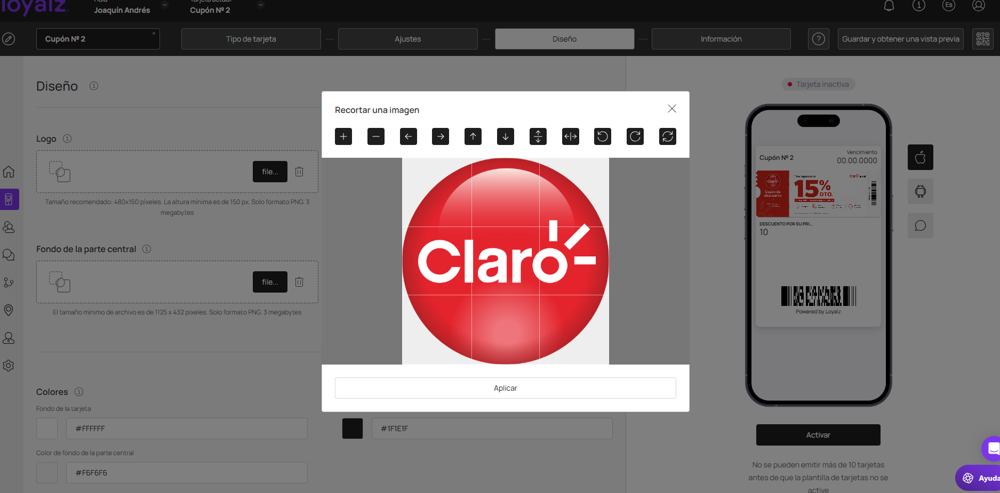 loyalz.
Hola
Joaquín Andrés
Tarjeta actual:
Cupón Nº 2
Es
Cupón Nº 2 *
Tipo de tarjeta
Ajustes
Diseño
Información
?
Guardar y obtener una vista previa
Diseño
Logo
file...
Tamaño recomendado: 480x150 píxeles. La altura mínima es de 150 px. Solo formato PNG. 3
megabytes
Fondo de la parte central
file...
El tamaño mínimo de archivo es de 1125 x 432 píxeles. Solo formato PNG. 3 megabytes
Colores
Fondo de la tarjeta
#FFFFFF
#1F1E1F
Color de fondo de la parte central
#F6F6F6
Recortar una imagen
Claro
Aplicar
Tarjeta inactiva
Cupón Nº 2
Vencimiento
00.00.0000
Claro
Cupón de
descuento
15%
DTO.
Claro
DESCUENTO POR SU PRI...
10
Powered by Loyalz
Activar
No se pueden emitir más de 10 tarjetas
antes de que la plantilla de tarjetas no se
active
Ayuda